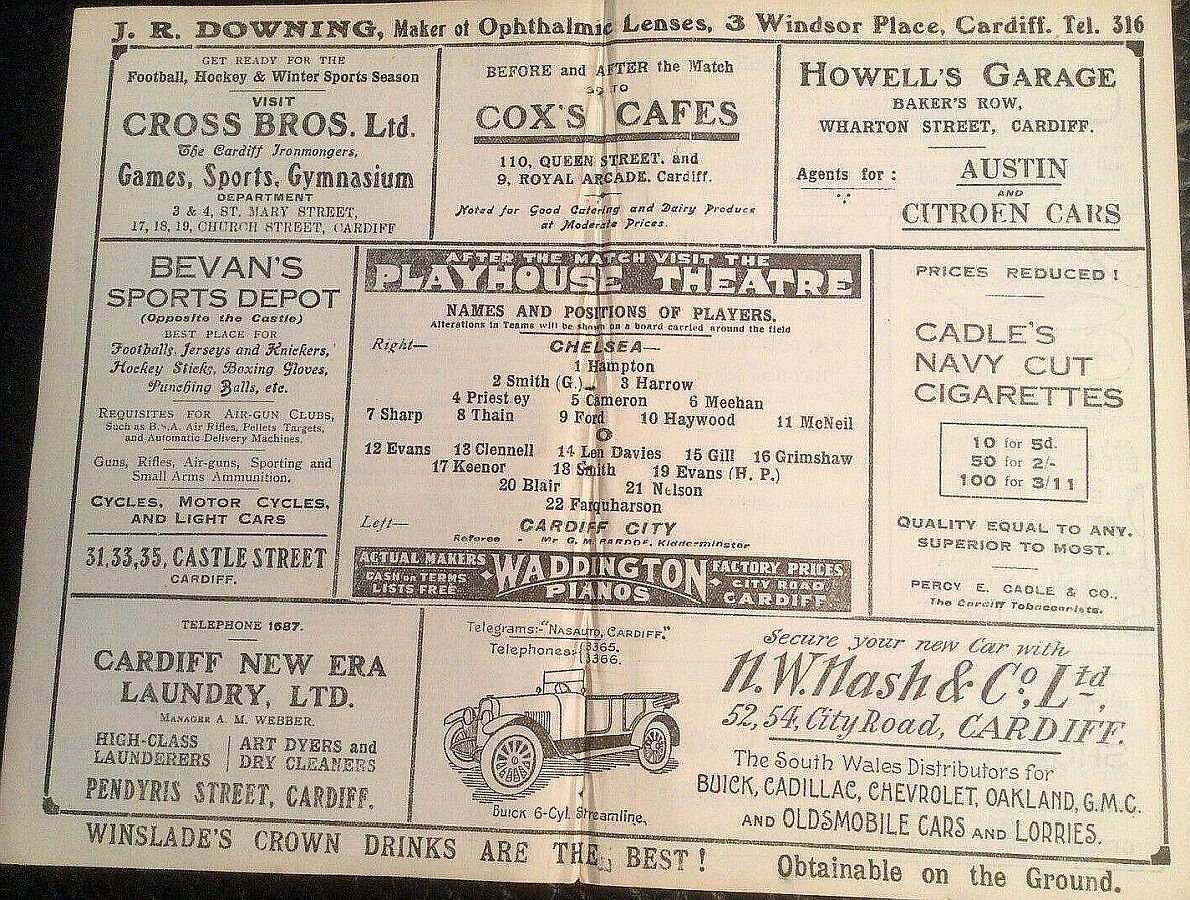 J. R. DOWNING, Maker of Ophthalmic Lenses, 3 Windsor Place, Cardiff. Tel. 316
GET READY FOR THE
Football, Hockey & Winter Sports Season
VISIT
CROSS BROS. Ltd.
The Cardiff Ironmongers,
Games, Sports, Gymnasium
DEPARTMENT
3 & 4, ST. MARY STREET,
17, 18, 19, CHURCH STREET, CARDIFF
BEFORE and AFTER the Match
GO TO
COX'S CAFES
110, QUEEN STREET, and
9, ROYAL ARCADE, Cardiff.
Noted for Good Catering and Dairy Produce
at Moderate Prices.
HOWELL'S GARAGE
BAKER'S ROW,
WHARTON STREET, CARDIFF.
Agents for :
AUSTIN
AND
CITROEN CARS
BEVAN'S
SPORTS DEPOT
(Opposite the Castle)
BEST PLACE FOR
Footballs, Jerseys and Knickers,
Hockey Sticks, Boxing Gloves,
Punching Balls, etc.
REQUISITES FOR AIR-GUN CLUBS,
Such as B.S.A. Air Rifles, Pellets Targets,
and Automatic Delivery Machines.
Guns, Rifles, Air-guns, Sporting and
Small Arms Ammunition.
CYCLES, MOTOR CYCLES,
AND LIGHT CARS
31, 33, 35, CASTLE STREET
CARDIFF.
AFTER THE MATCH VISIT THE
PLAYHOUSE THEATRE
NAMES AND POSITIONS OF PLAYERS.
Alterations in Teams will be shown on a board carried around the field
Right—
CHELSEA—
1 Hampton
2 Smith (G.) 3 Harrow
4 Priest ey 5 Cameron 6 Meehan
7 Sharp 8 Thain 9 Ford 10 Haywood 11 McNeil
O
12 Evans 13 Clennell 14 Len Davies 15 Gill 16 Grimshaw
17 Keenor 18 Smith 19 Evans (H. P.)
20 Blair 21 Nelson
22 Farquharson
Left—
CARDIFF CITY
Referee - Mr G. M. Kidderminster
ACTUAL MAKERS
CASH OR TERMS
LISTS FREE
WADDINGTON
PIANOS
FACTORY PRICES
CITY ROAD
CARDIFF
PRICES REDUCED !
CADLE'S
NAVY CUT
CIGARETTES
10 for 5d.
50 for 2/-
100 for 3/11
QUALITY EQUAL TO ANY.
SUPERIOR TO MOST.
PERCY E. CADLE & CO.,
The Cardiff Tobacconists.
TELEPHONE 1687.
CARDIFF NEW ERA
LAUNDRY, LTD.
MANAGER A. M. WEBBER.
HIGH-CLASS
LAUNDERERS
ART DYERS and
DRY CLEANERS
PENDYRIS STREET, CARDIFF.
Telegrams:-"NASAUTO, CARDIFF."
Telephones:- 3365.
3366.
Buick 6-Cyl. Streamline.
Secure your new Car with
N. W. Nash & Co., Ltd.,
52, 54, City Road, CARDIFF.
The South Wales Distributors for
BUICK, CADILLAC, CHEVROLET, OAKLAND, G.M.C.
AND OLDSMOBILE CARS AND LORRIES.
WINSLADE'S CROWN DRINKS ARE THE BEST !
Obtainable on the Ground.